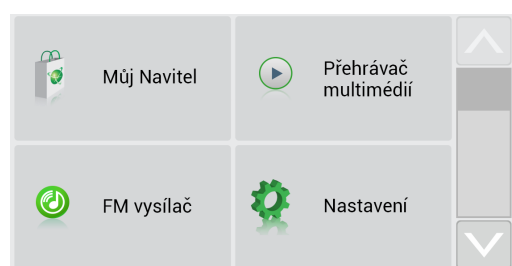 Můj Navitel
Přehrávač
multimédií
FM vysílač
Nastavení